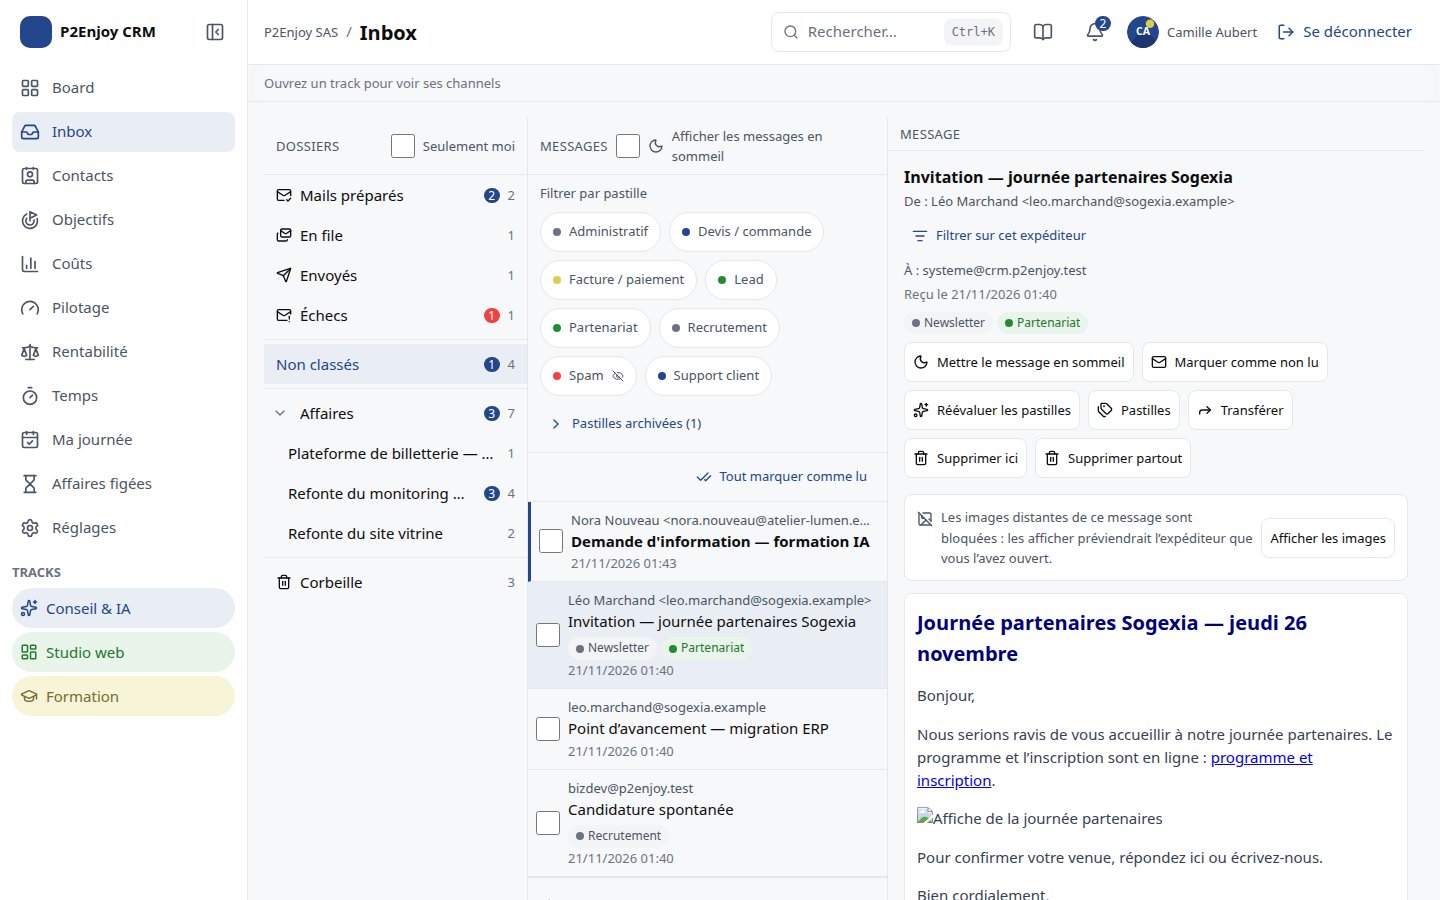 P2Enjoy CRM
Board
Inbox
Contacts
Objectifs
Coûts
Pilotage
Rentabilité
Temps
Ma journée
Affaires figées
Réglages
TRACKS
Conseil & IA
Studio web
Formation
P2Enjoy SAS / Inbox
Rechercher... Ctrl+K
2
CA Camille Aubert
Se déconnecter
Ouvrez un track pour voir ses channels
DOSSIERS Seulement moi
Mails préparés 2 2
En file 1
Envoyés 1
Échecs 1 1
Non classés 1 4
Affaires 3 7
Plateforme de billetterie — ... 1
Refonte du monitoring ... 3 4
Refonte du site vitrine 2
Corbeille 3
MESSAGES Afficher les messages en
sommeil
Filtrer par pastille
Administratif Devis / commande
Facture / paiement Lead
Partenariat Recrutement
Spam Support client
Pastilles archivées (1)
Tout marquer comme lu
Nora Nouveau <nora.nouveau@atelier-lumen.e...
Demande d'information — formation IA
21/11/2026 01:43
Léo Marchand <leo.marchand@sogexia.example>
Invitation — journée partenaires Sogexia
Newsletter Partenariat
21/11/2026 01:40
leo.marchand@sogexia.example
Point d’avancement — migration ERP
21/11/2026 01:40
bizdev@p2enjoy.test
Candidature spontanée
Recrutement
21/11/2026 01:40
MESSAGE
Invitation — journée partenaires Sogexia
De : Léo Marchand <leo.marchand@sogexia.example>
Filtrer sur cet expéditeur
À : systeme@crm.p2enjoy.test
Reçu le 21/11/2026 01:40
Newsletter Partenariat
Mettre le message en sommeil Marquer comme non lu
Réévaluer les pastilles Pastilles Transférer
Supprimer ici Supprimer partout
Les images distantes de ce message sont
bloquées : les afficher préviendrait l’expéditeur que
vous l’avez ouvert.
Afficher les images
Journée partenaires Sogexia — jeudi 26
novembre
Bonjour,
Nous serions ravis de vous accueillir à notre journée partenaires. Le
programme et l’inscription sont en ligne : programme et
inscription.
Affiche de la journée partenaires
Pour confirmer votre venue, répondez ici ou écrivez-nous.
Bien cordialement,